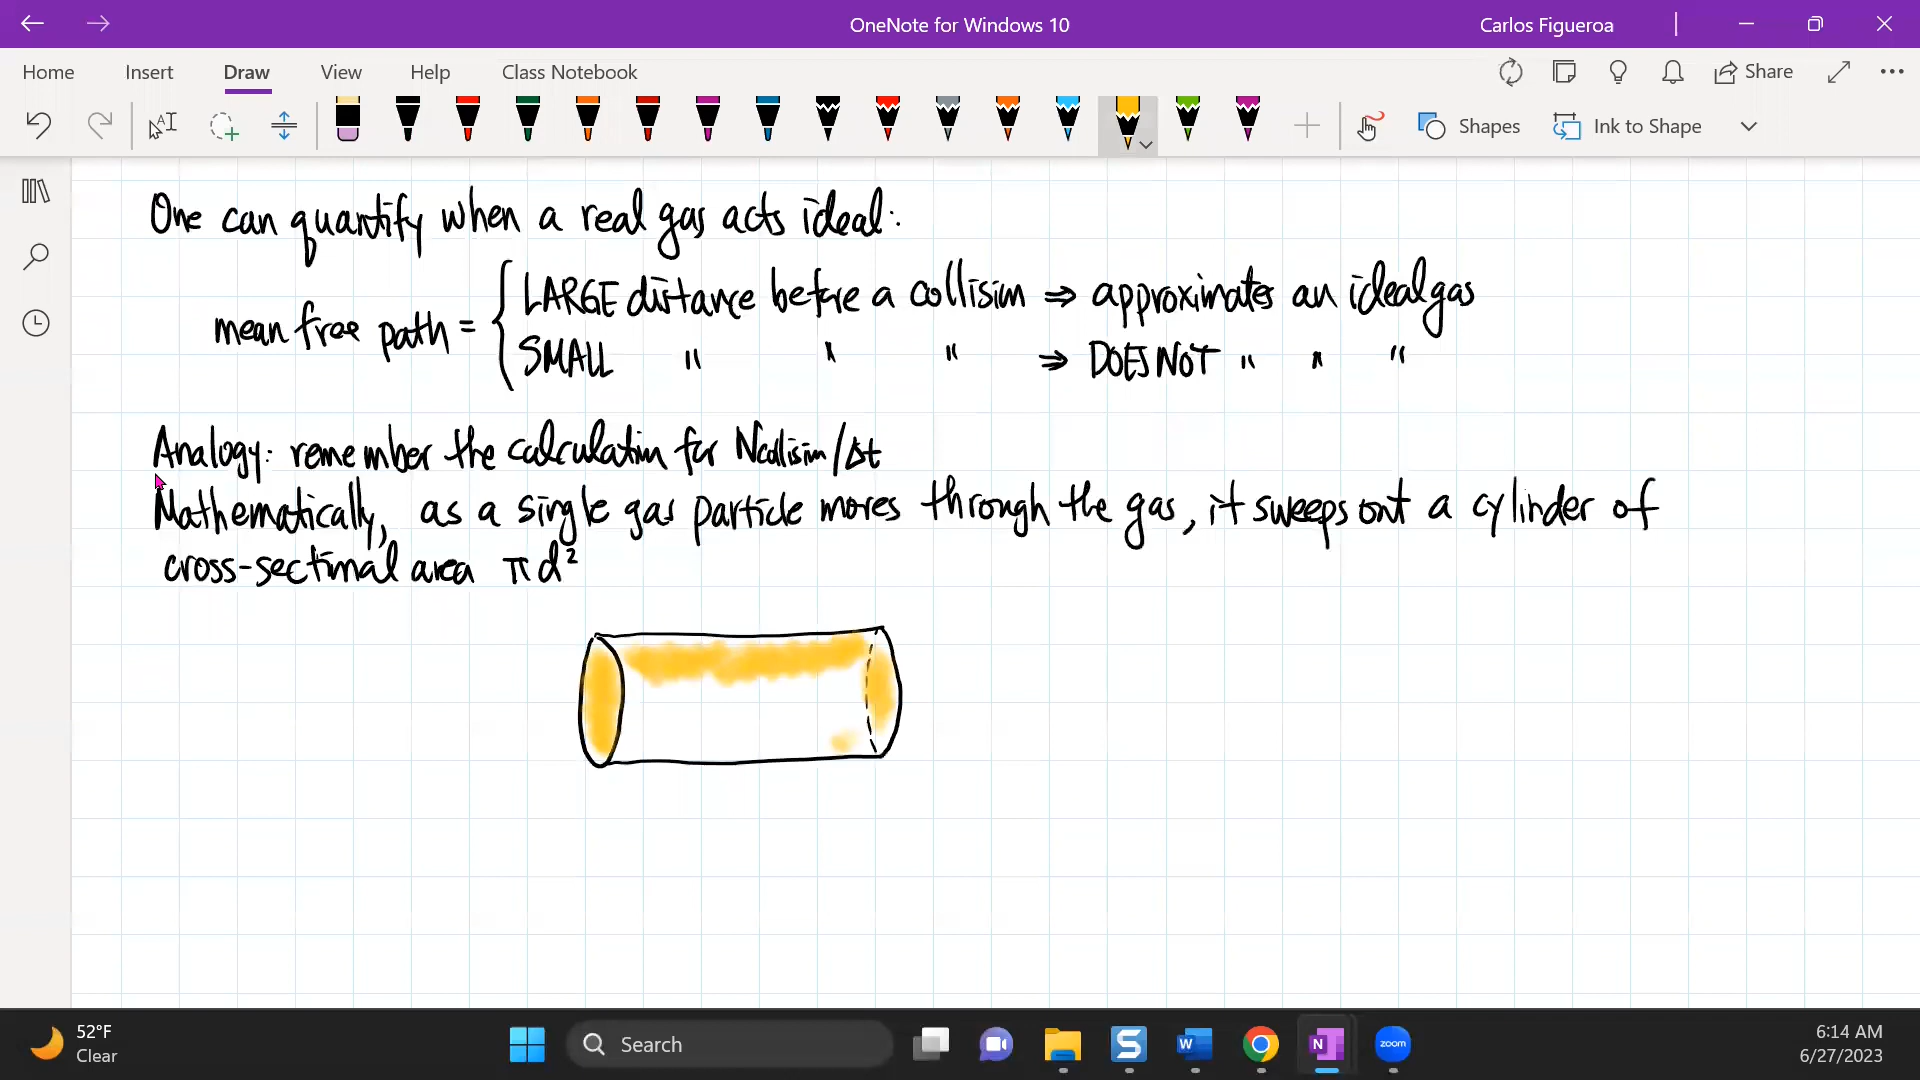 OneNote for Windows 10
Carlos Figueroa
Home Insert Draw View Help Class Notebook
Share
Shapes Ink to Shape
One can quantify when a real gas acts ideal:
mean free path = { LARGE distance before a collision ⇒ approximates an ideal gas
SMALL " " " ⇒ DOES NOT " " "
Analogy: remember the calculation for Ncollision/Δt
Mathematically, as a single gas particle moves through the gas, it sweeps out a cylinder of
cross-sectional area πd²
52°F
Clear
Search
zoom
6:14 AM
6/27/2023